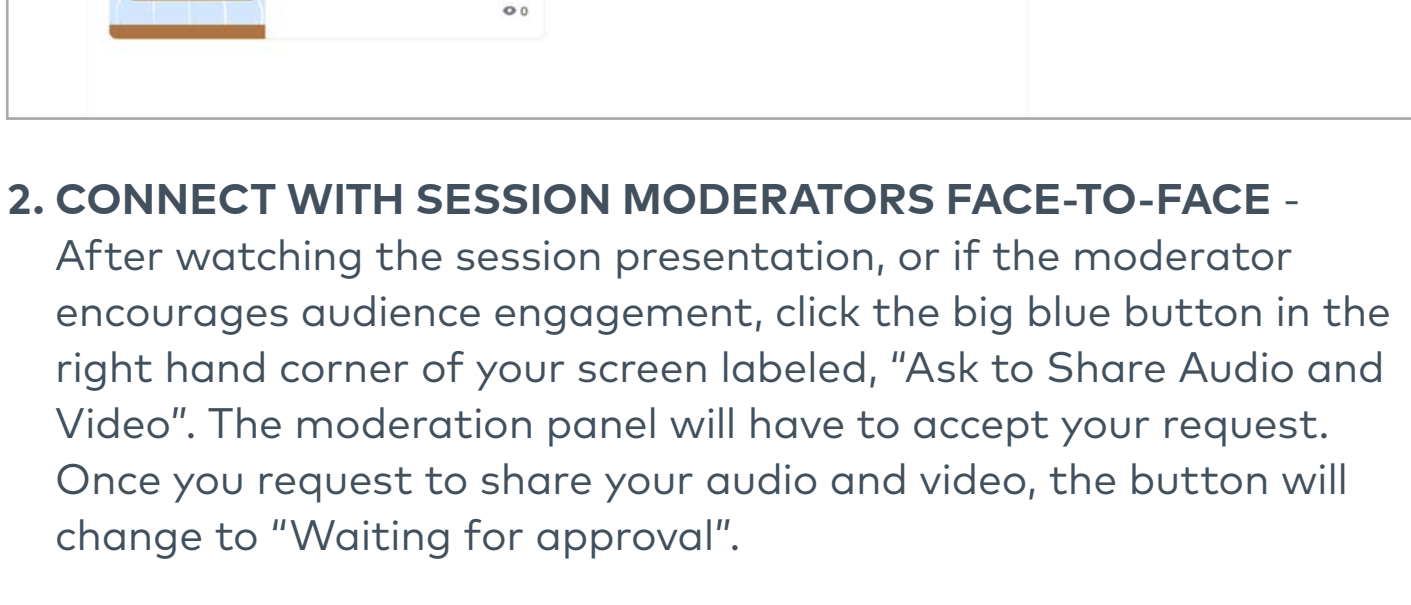 0
2. CONNECT WITH SESSION MODERATORS FACE-TO-FACE -
After watching the session presentation, or if the moderator
encourages audience engagement, click the big blue button in the
right hand corner of your screen labeled, “Ask to Share Audio and
Video”. The moderation panel will have to accept your request.
Once you request to share your audio and video, the button will
change to “Waiting for approval”.